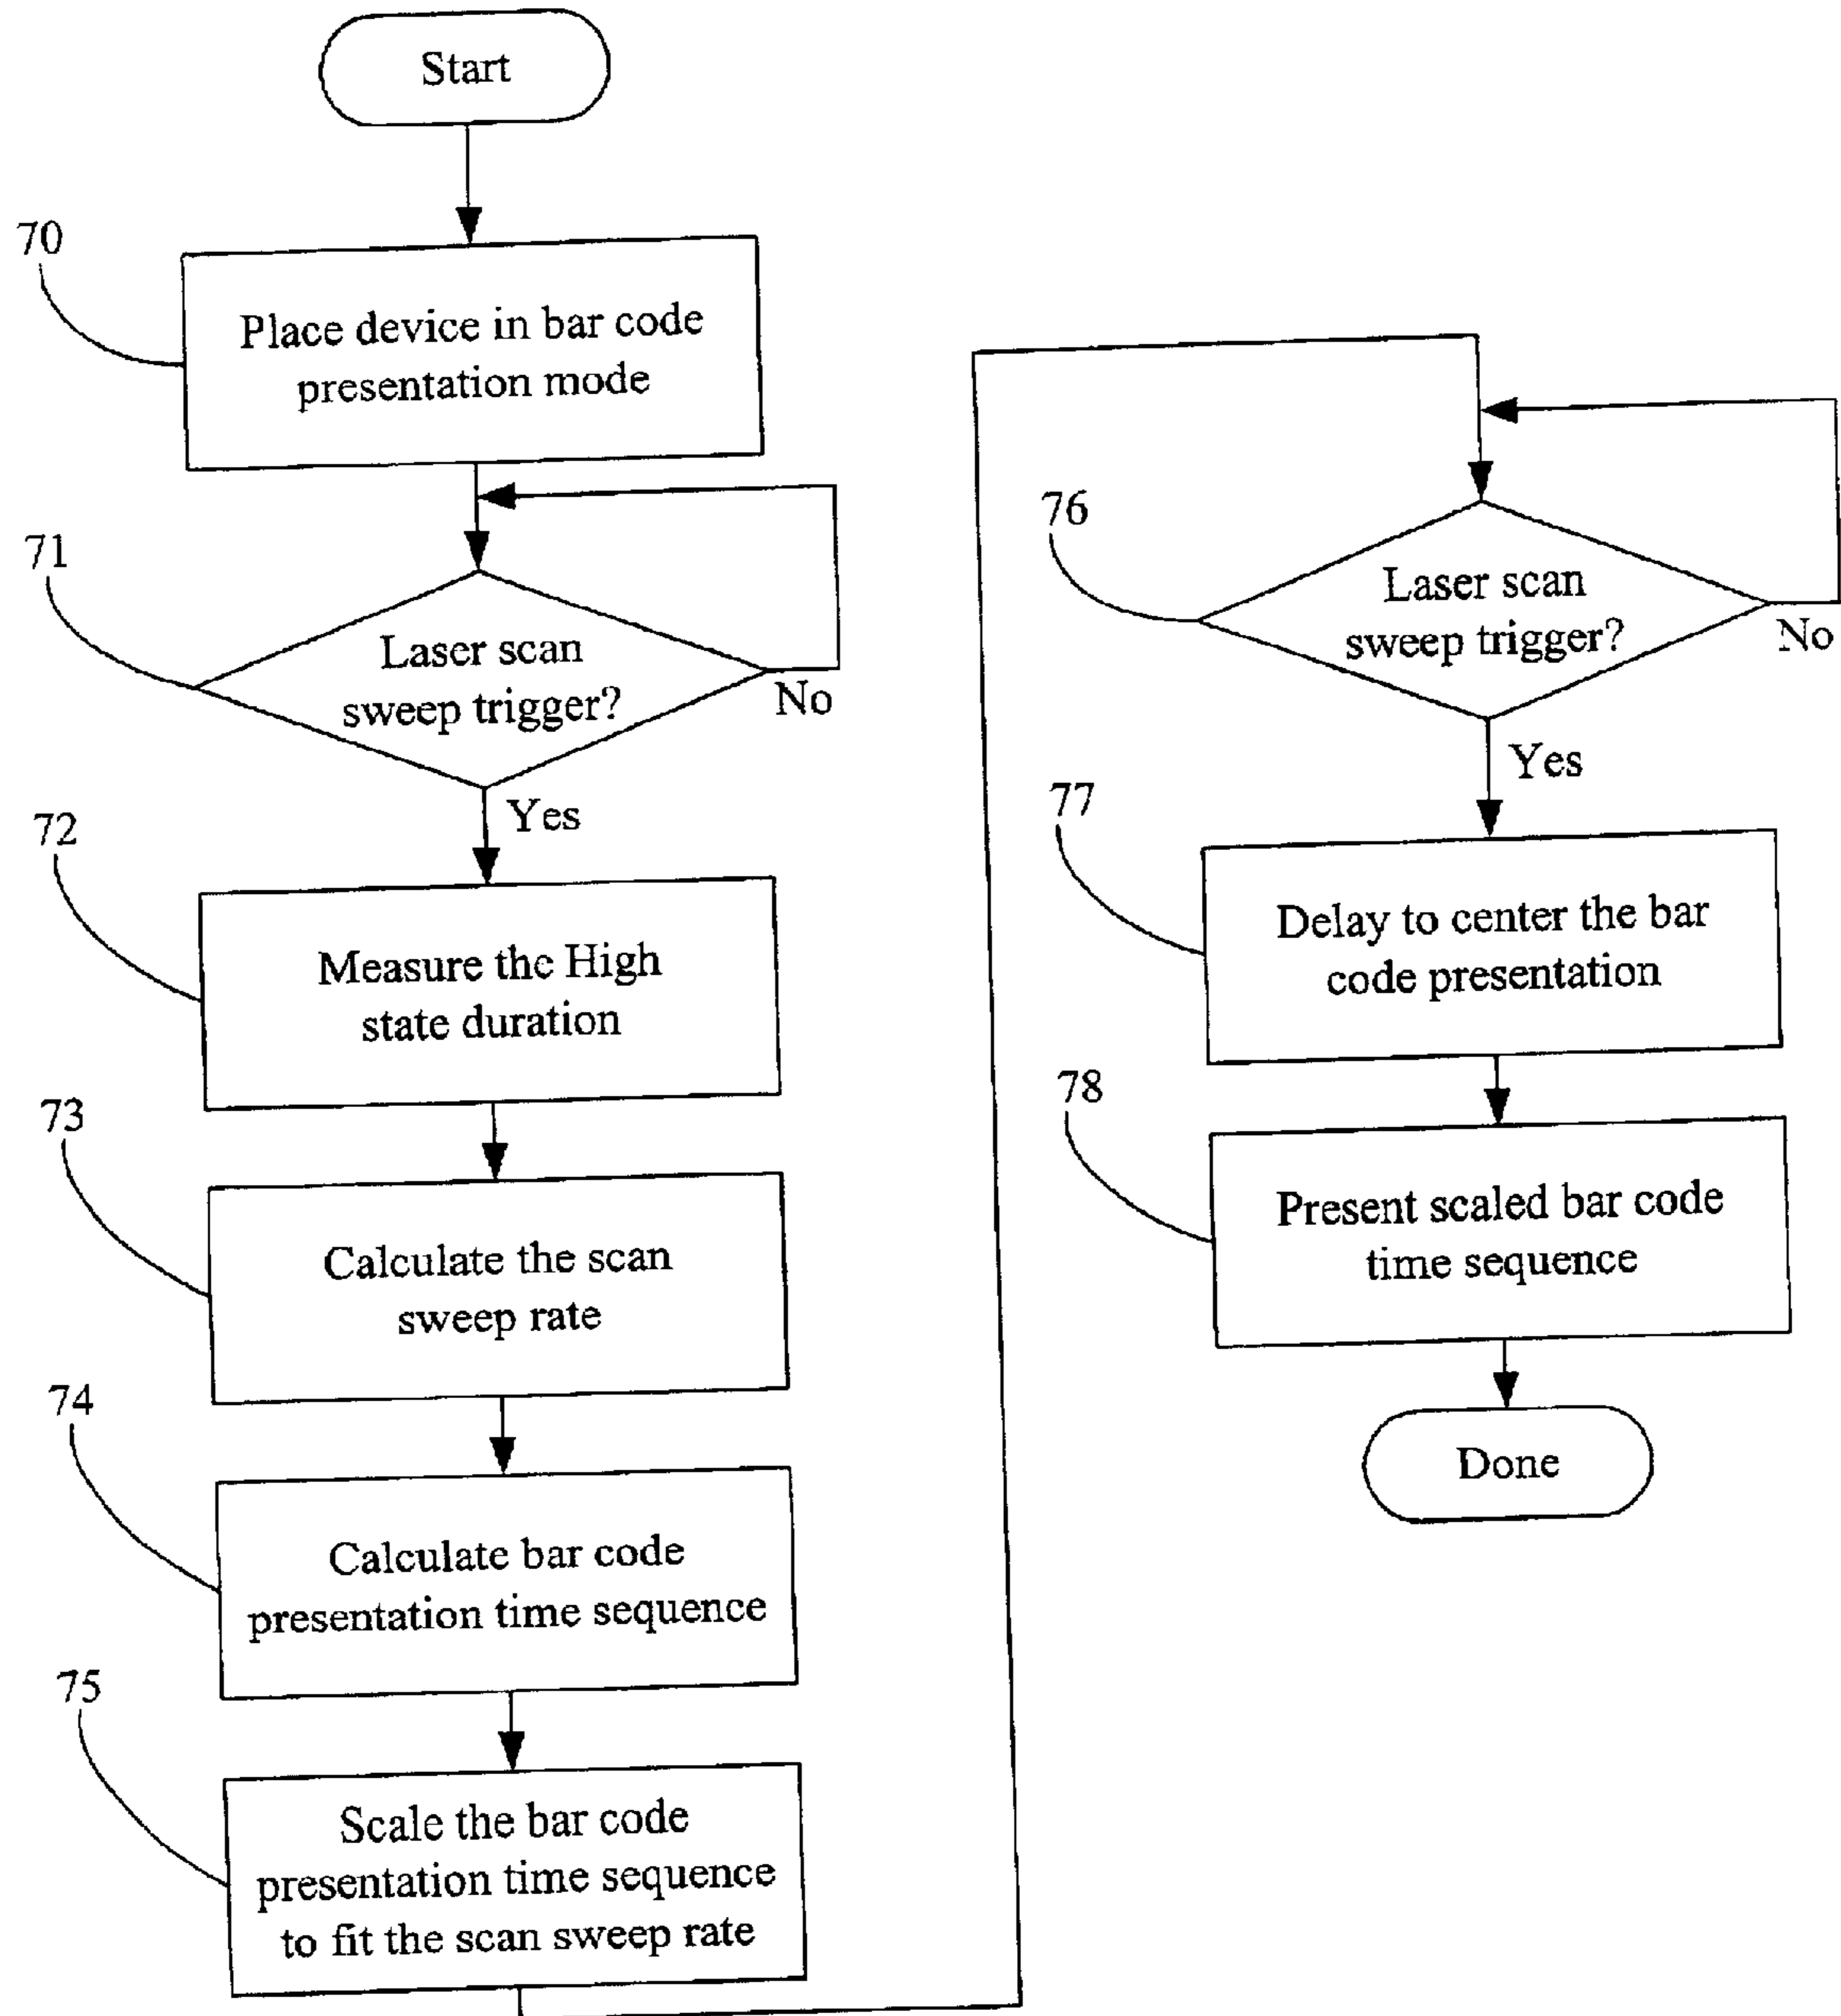 Start
70
Place device in bar code
presentation mode
71
Laser scan
sweep trigger?
No
Yes
72
Measure the High
state duration
73
Calculate the scan
sweep rate
74
Calculate bar code
presentation time sequence
75
Scale the bar code
presentation time sequence
to fit the scan sweep rate
76
Laser scan
sweep trigger?
No
Yes
77
Delay to center the bar
code presentation
78
Present scaled bar code
time sequence
Done